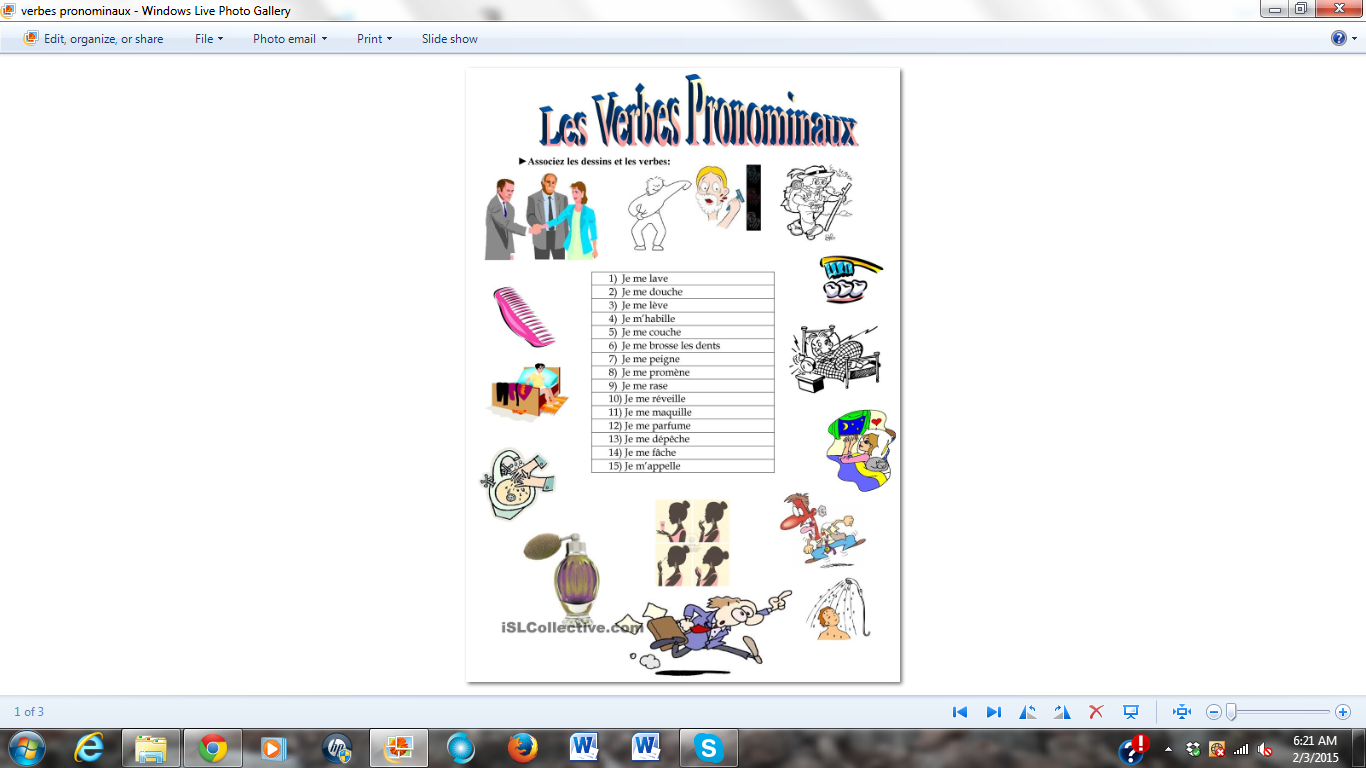 verbes pronominaux - Windows Live Photo Gallery
Edit, organize, or share File Photo email Print Slide show
Les Verbes Pronominaux
►Associez les dessins et les verbes:
1) Je me lave
2) Je me douche
3) Je me lève
4) Je m'habille
5) Je me couche
6) Je me brosse les dents
7) Je me peigne
8) Je me promène
9) Je me rase
10) Je me réveille
11) Je me maquille
12) Je me parfume
13) Je me dépêche
14) Je me fâche
15) Je m'appelle
iSLCollective.com
1 of 3
6:21 AM
2/3/2015